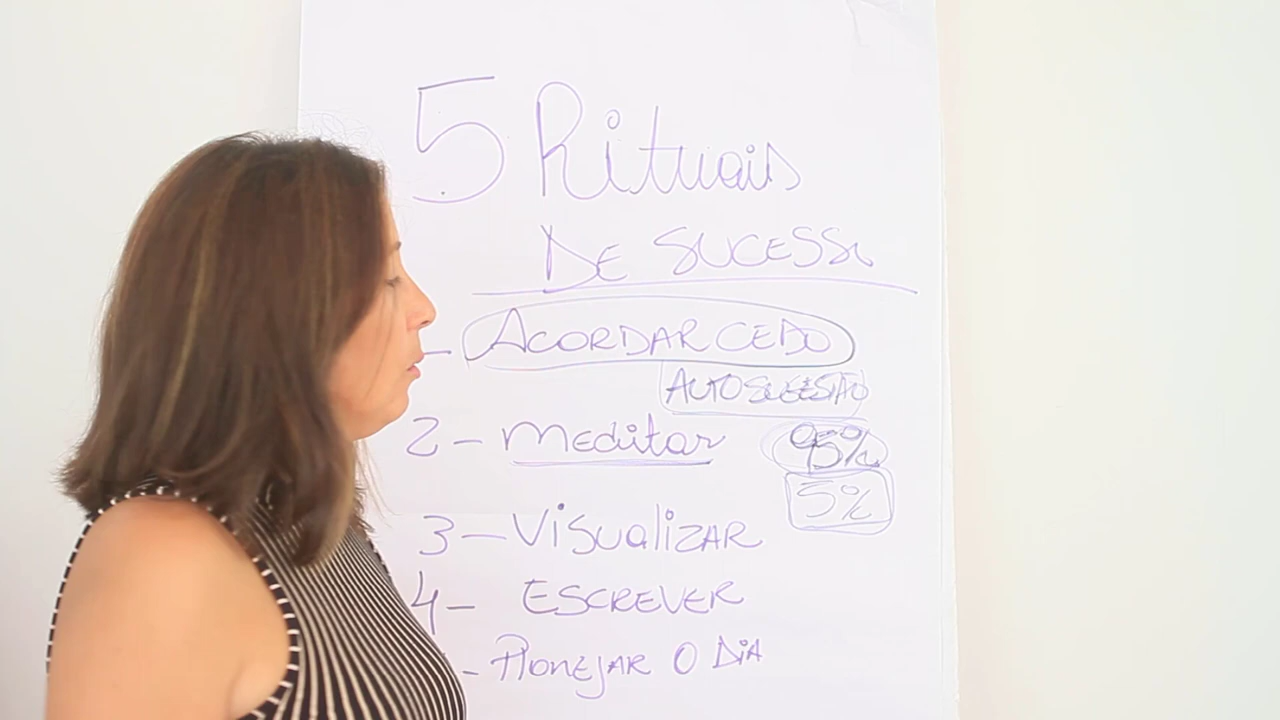 5 Rituais
DE SUCESSO
- ACORDAR CEDO
AUTOSUGESTÃO
2 - meditar
95%
5%
3 - Visualizar
4 - ESCREVER
- Planejar o Dia